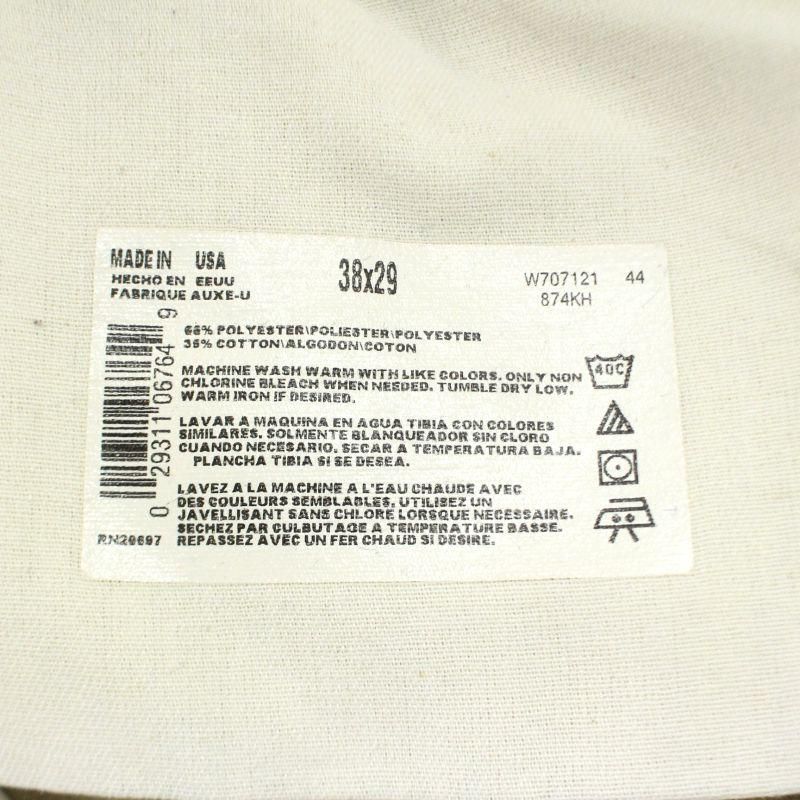 MADE IN USA
HECHO EN EEUU
FABRIQUE AUXE-U
38x29
W707121 44
874KH
65% POLYESTER\POLIESTER\POLYESTER
35% COTTON\ALGODON\COTON
MACHINE WASH WARM WITH LIKE COLORS. ONLY NON
CHLORINE BLEACH WHEN NEEDED. TUMBLE DRY LOW.
WARM IRON IF DESIRED.
40C
LAVAR A MAQUINA EN AGUA TIBIA CON COLORES
SIMILARES. SOLMENTE BLANQUEADOR SIN CLORO
CUANDO NECESARIO. SECAR A TEMPERATURA BAJA.
PLANCHA TIBIA SI SE DESEA.
LAVEZ A LA MACHINE A L'EAU CHAUDE AVEC
DES COULEURS SEMBLABLES. UTILISEZ UN
JAVELLISANT SANS CHLORE LORSQUE NECESSAIRE.
SECHEZ PAR CULBUTAGE A TEMPERATURE BASSE.
REPASSEZ AVEC UN FER CHAUD SI DESIRE.
0 29311 06764 9
RN20697